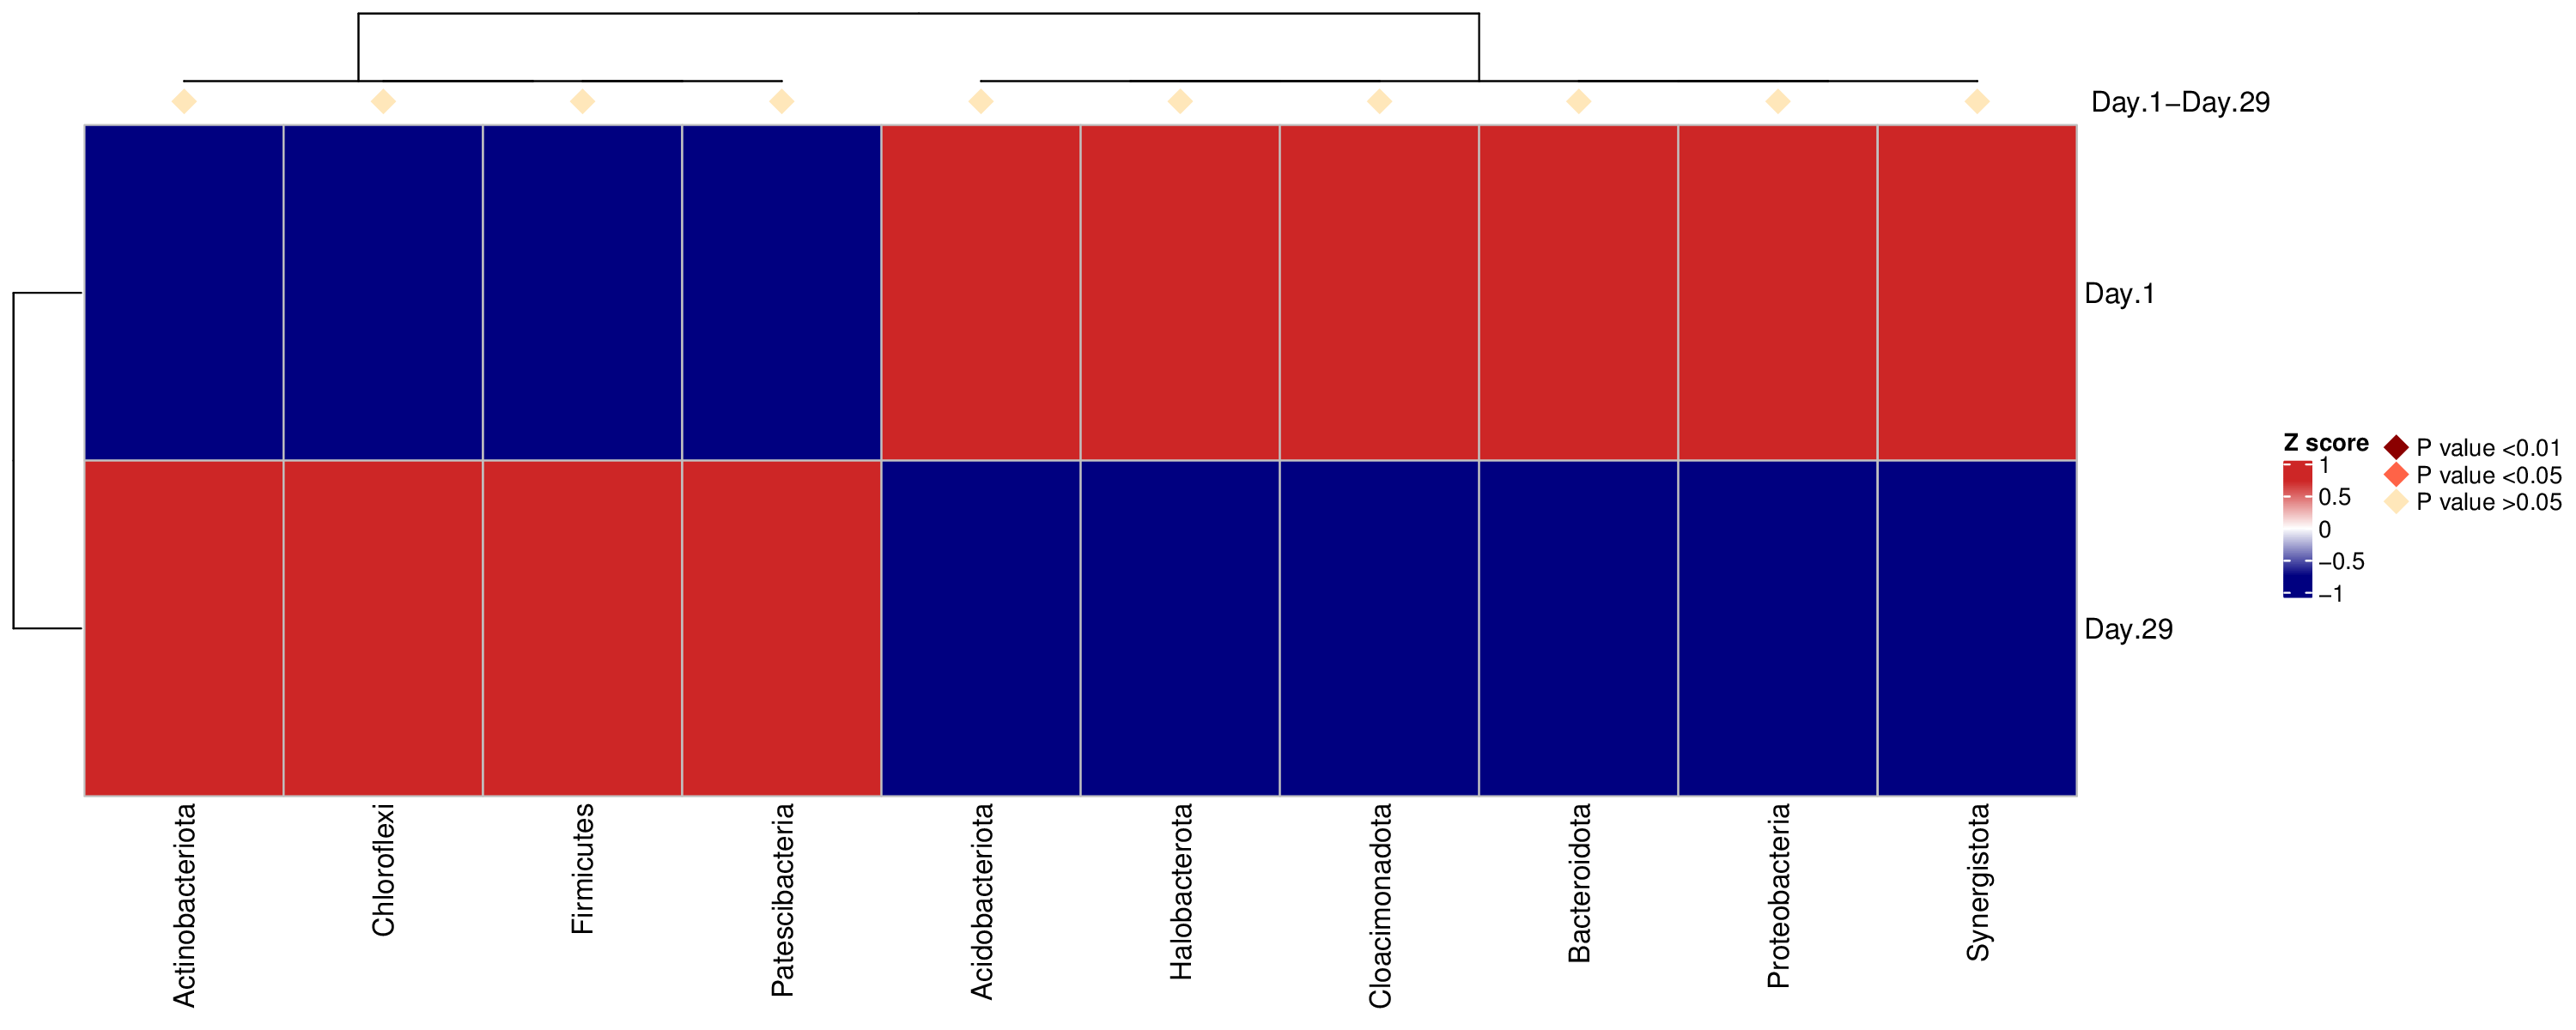 Day.1–Day.29
Day.1
Day.29
Z score
1
0.5
0
−0.5
−1
P value <0.01
P value <0.05
P value >0.05
Actinobacteriota
Chloroflexi
Firmicutes
Patescibacteria
Acidobacteriota
Halobacterota
Cloacimonadota
Bacteroidota
Proteobacteria
Synergistota